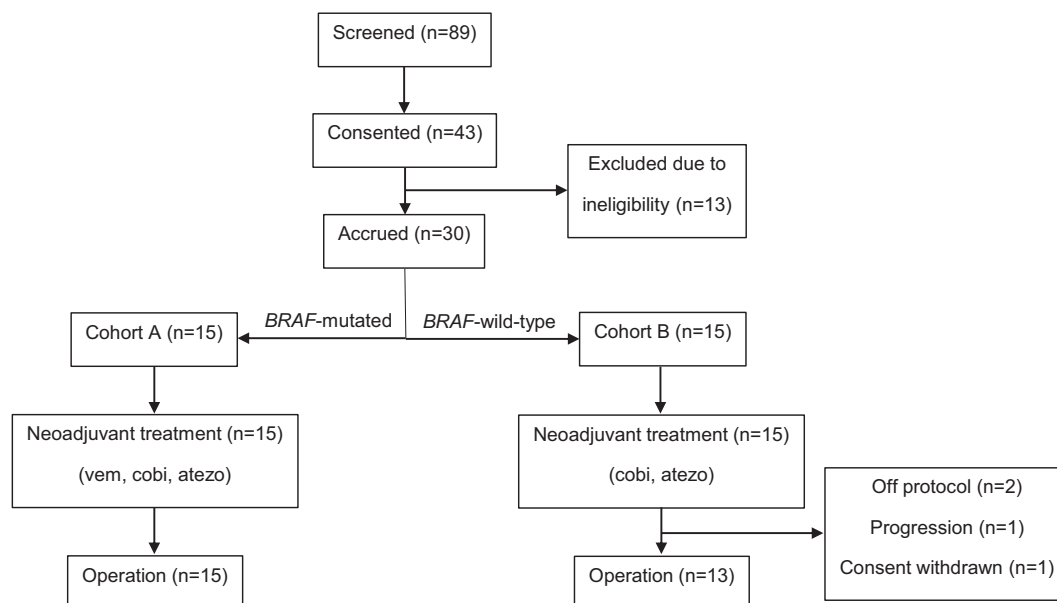 Screened (n=89)
Consented (n=43)
Excluded due to
ineligibility (n=13)
Accrued (n=30)
BRAF-mutated
BRAF-wild-type
Cohort A (n=15)
Cohort B (n=15)
Neoadjuvant treatment (n=15)
(vem, cobi, atezo)
Neoadjuvant treatment (n=15)
(cobi, atezo)
Off protocol (n=2)
Progression (n=1)
Consent withdrawn (n=1)
Operation (n=15)
Operation (n=13)